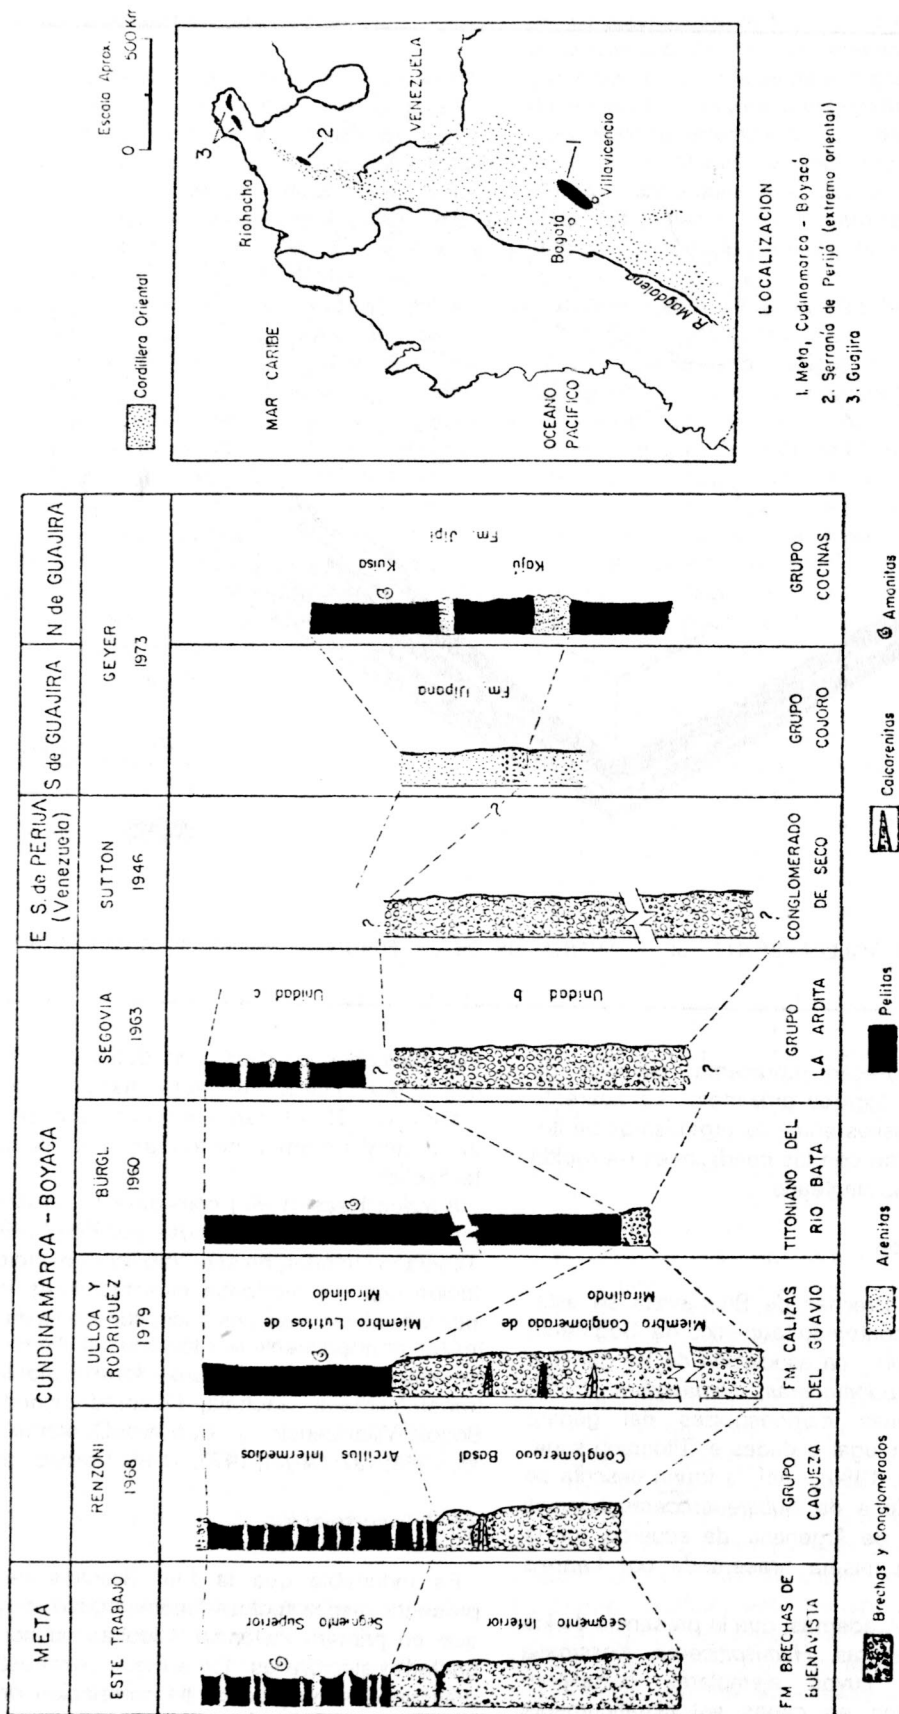 META
CUNDINAMARCA - BOYACA
E S. de PERIJA
(Venezuela)
S de GUAJIRA
N de GUAJIRA
ESTE TRABAJO
RENZONI
1968
ULLOA Y
RODRIGUEZ
1979
BÜRGL
1960
SEGOVIA
1963
SUTTON
1946
GEYER
1973
Segmento Superior
Segmento Inferior
Arcillas Intermedias
Conglomerado Basal
Miembro Lutitas de
Miralindo
Miembro Conglomerado de
Miralindo
Unidad c
Unidad b
?
?
?
?
?
Fm. Uipana
Kuisa
Fm. Jipi
Kajú
FM BRECHAS DE
BUENAVISTA
GRUPO
CAQUEZA
FM CALIZAS
DEL GUAVIO
TITONIANO DEL
RIO BATA
GRUPO
LA ARDITA
CONGLOMERADO
DE SECO
GRUPO
COJORO
GRUPO
COCINAS
Brechas y Conglomerados
Arenitas
Pelitas
Calcarenitas
Amonitas
Cordillera Oriental
Escala Aprox.
0 500 Km
MAR CARIBE
Riohacha
3
2
VENEZUELA
1
Villavicencio
Bogotá
R. Magdalena
OCEANO
PACIFICO
LOCALIZACION
1. Meta, Cudinamarca - Boyacá
2. Serranía de Perijá (extremo oriental)
3. Guajira